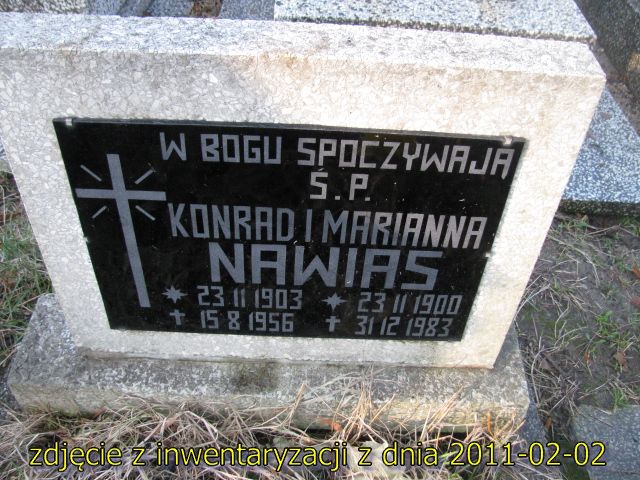 W BOGU SPOCZYWAJĄ
Ś.P.
KONRAD I MARIANNA
NAWIAS
23 11 1903 23 11 1900
15 8 1956 31 12 1983
zdjęcie z inwentaryzacji z dnia 2011-02-02